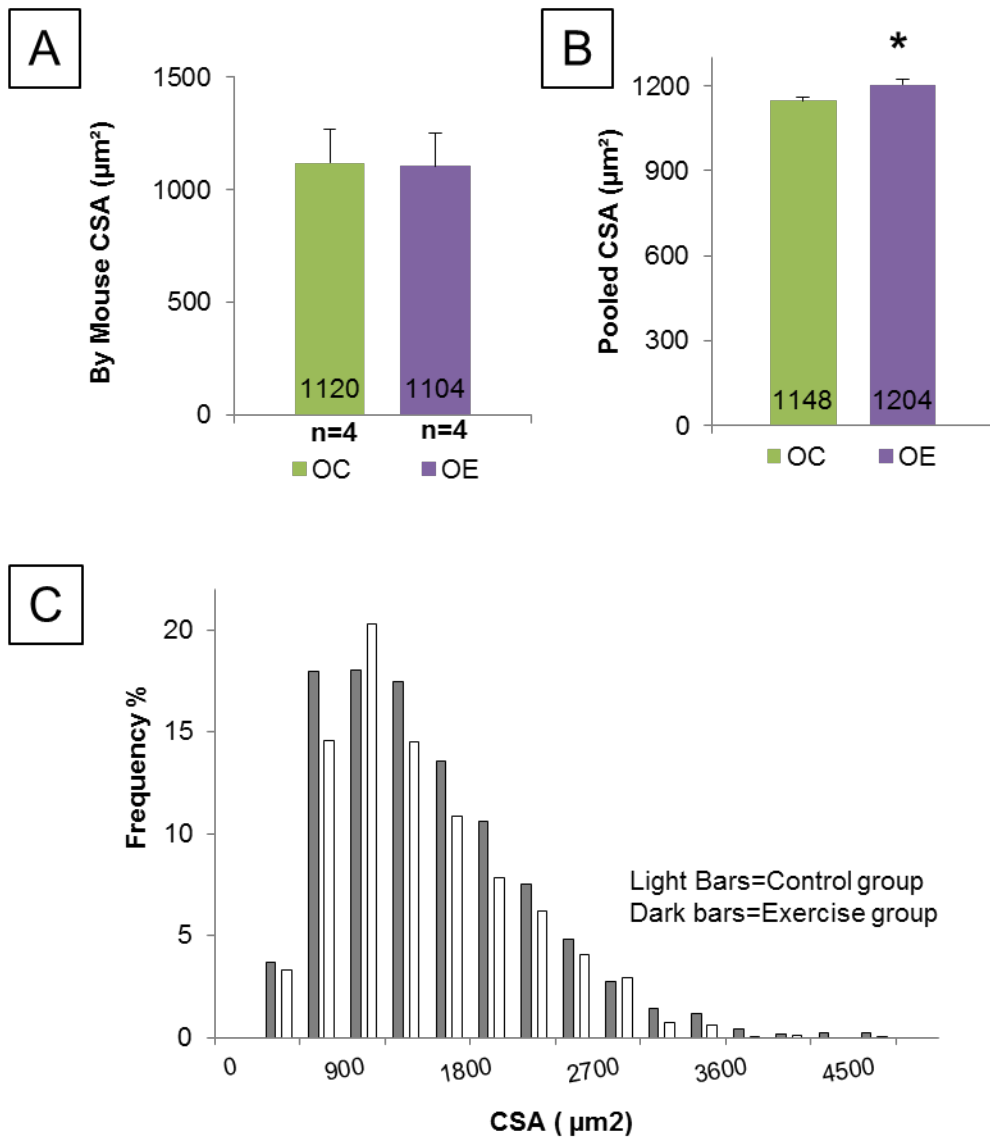 A
By Mouse CSA (µm²)
1500
1000
500
0
1120
1104
n=4
n=4
OC
OE
B
*
Pooled CSA (µm²)
1200
900
600
300
0
1148
1204
OC
OE
C
Frequency %
20
15
10
5
0
Light Bars=Control group
Dark bars=Exercise group
0
900
1800
2700
3600
4500
CSA ( µm2)